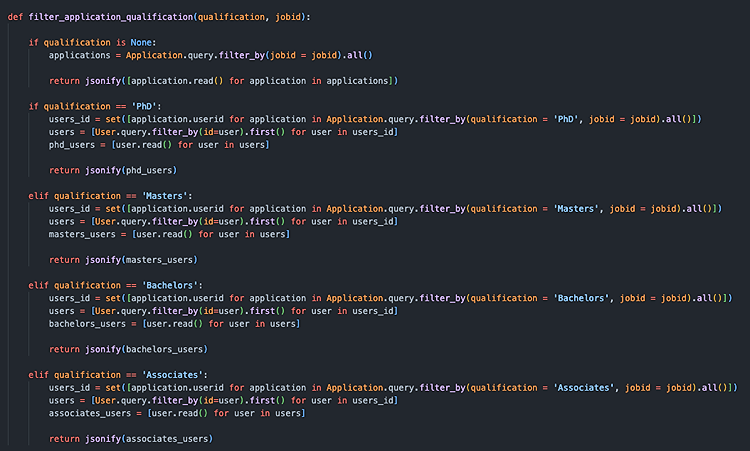 def filter_application_qualification(qualification, jobid):
if qualification is None:
applications = Application.query.filter_by(jobid = jobid).all()
return jsonify([application.read() for application in applications])
if qualification == 'PhD':
users_id = set([application.userid for application in Application.query.filter_by(qualification = 'PhD', jobid = jobid).all()])
users = [User.query.filter_by(id=user).first() for user in users_id]
phd_users = [user.read() for user in users]
return jsonify(phd_users)
elif qualification == 'Masters':
users_id = set([application.userid for application in Application.query.filter_by(qualification = 'Masters', jobid = jobid).all()])
users = [User.query.filter_by(id=user).first() for user in users_id]
masters_users = [user.read() for user in users]
return jsonify(masters_users)
elif qualification == 'Bachelors':
users_id = set([application.userid for application in Application.query.filter_by(qualification = 'Bachelors', jobid = jobid).all()])
users = [User.query.filter_by(id=user).first() for user in users_id]
bachelors_users = [user.read() for user in users]
return jsonify(bachelors_users)
elif qualification == 'Associates':
users_id = set([application.userid for application in Application.query.filter_by(qualification = 'Associates', jobid = jobid).all()])
users = [User.query.filter_by(id=user).first() for user in users_id]
associates_users = [user.read() for user in users]
return jsonify(associates_users)